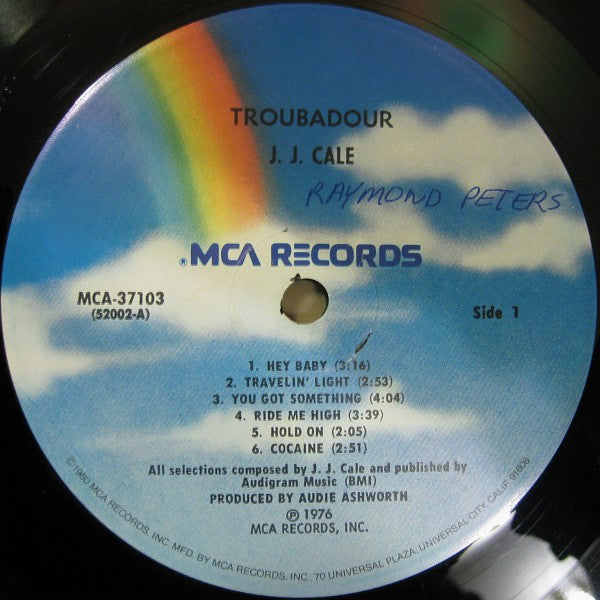 TROUBADOUR
J. J. CALE
RAYMOND PETERS
®MCA RECORDS
MCA-37103
(52002-A)
Side 1
1. HEY BABY (3:16)
2. TRAVELIN' LIGHT (2:53)
3. YOU GOT SOMETHING (4:04)
4. RIDE ME HIGH (3:39)
5. HOLD ON (2:05)
6. COCAINE (2:51)
All selections composed by J. J. Cale and published by
Audigram Music (BMI)
PRODUCED BY AUDIE ASHWORTH
℗ 1976
MCA RECORDS, INC.
©1980 MCA RECORDS, INC. MFD. BY MCA RECORDS, INC., 70 UNIVERSAL PLAZA, UNIVERSAL CITY, CALIF. 91608